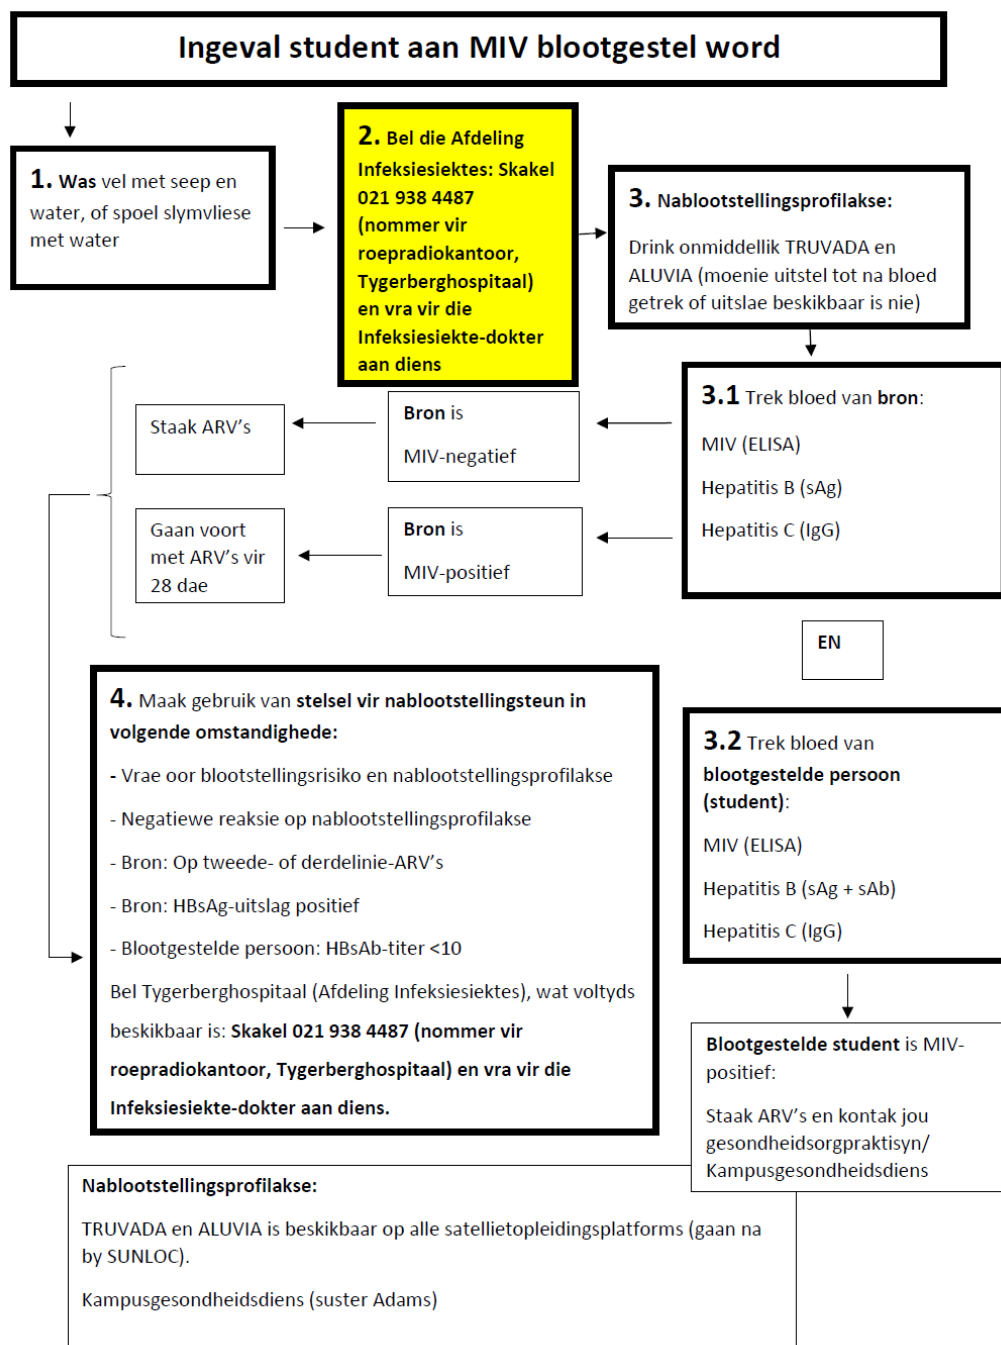 Ingeval student aan MIV blootgestel word
1. Was vel met seep en
water, of spoel slymvliese
met water
2. Bel die Afdeling
Infeksiesiektes: Skakel
021 938 4487
(nommer vir
roepradiokantoor,
Tygerberghospitaal)
en vra vir die
Infeksiesiekte-dokter
aan diens
3. Nablootstellingsprofilakse:
Drink onmiddellik TRUVADA en
ALUVIA (moenie uitstel tot na bloed
getrek of uitslae beskikbaar is nie)
3.1 Trek bloed van bron:
MIV (ELISA)
Hepatitis B (sAg)
Hepatitis C (IgG)
Bron is
MIV-negatief
Staak ARV's
Bron is
MIV-positief
Gaan voort
met ARV's vir
28 dae
EN
3.2 Trek bloed van
blootgestelde persoon
(student):
MIV (ELISA)
Hepatitis B (sAg + sAb)
Hepatitis C (IgG)
Blootgestelde student is MIV-
positief:
Staak ARV's en kontak jou
gesondheidsorgpraktisyn/
Kampusgesondheidsdiens
4. Maak gebruik van stelsel vir nablootstellingsteun in
volgende omstandighede:
- Vrae oor blootstellingsrisiko en nablootstellingsprofilakse
- Negatiewe reaksie op nablootstellingsprofilakse
- Bron: Op tweede- of derdelinie-ARV's
- Bron: HBsAg-uitslag positief
- Blootgestelde persoon: HBsAb-titer <10
Bel Tygerberghospitaal (Afdeling Infeksiesiektes), wat voltyds
beskikbaar is: Skakel 021 938 4487 (nommer vir
roepradiokantoor, Tygerberghospitaal) en vra vir die
Infeksiesiekte-dokter aan diens.
Nablootstellingsprofilakse:
TRUVADA en ALUVIA is beskikbaar op alle satellietopleidingsplatforms (gaan na
by SUNLOC).
Kampusgesondheidsdiens (suster Adams)